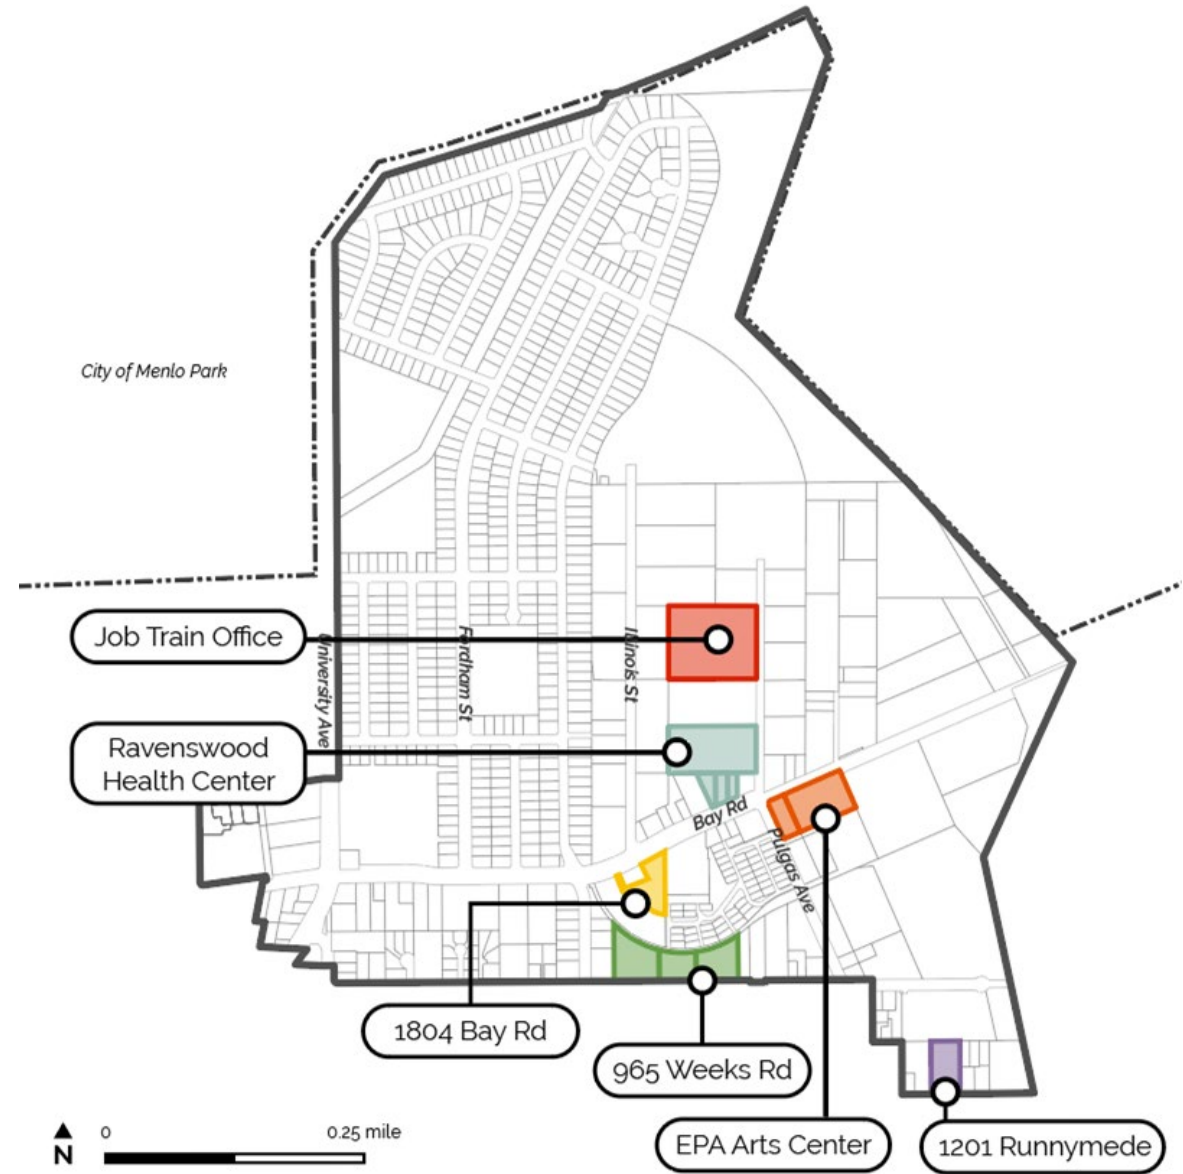 City of Menlo Park
Job Train Office
University Ave
Fordham St
Illinois St
Ravenswood
Health Center
Bay Rd
Pulgas Ave
1804 Bay Rd
965 Weeks Rd
EPA Arts Center
1201 Runnymede
N
0
0.25 mile